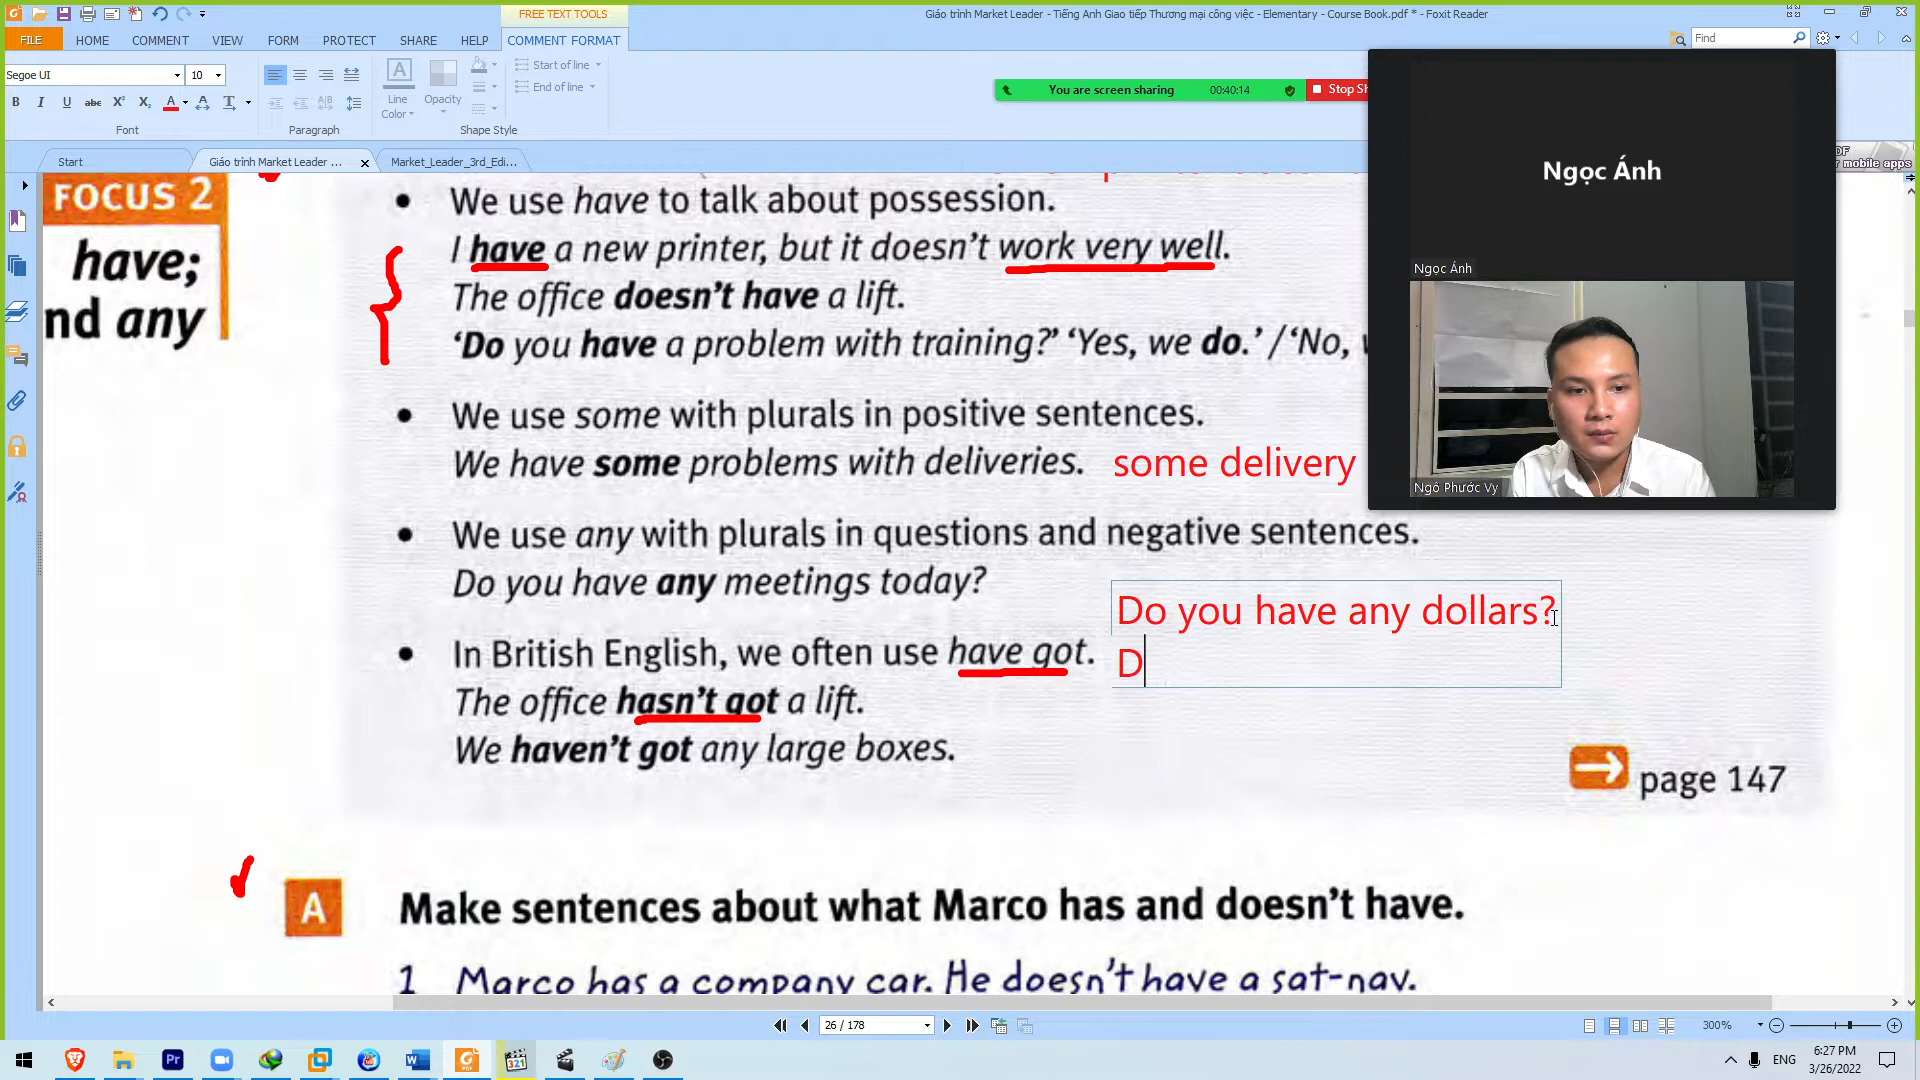 FREE TEXT TOOLS
Giáo trình Market Leader - Tiếng Anh Giao tiếp Thương mại công việc - Elementary - Course Book.pdf * - Foxit Reader
FILE HOME COMMENT VIEW FORM PROTECT SHARE HELP COMMENT FORMAT
Find
Segoe UI 10
Start of line
End of line
Line Color
Opacity
Font Paragraph Shape Style
You are screen sharing 00:40:14 Stop Sh
Start Giáo trình Market Leader ... Market_Leader_3rd_Edi...
mobile apps
FOCUS 2
have;
nd any
• We use have to talk about possession.
I have a new printer, but it doesn't work very well.
The office doesn't have a lift.
'Do you have a problem with training?' 'Yes, we do.' / 'No,
• We use some with plurals in positive sentences.
We have some problems with deliveries. some delivery
• We use any with plurals in questions and negative sentences.
Do you have any meetings today?
Do you have any dollars?
D
• In British English, we often use have got.
The office hasn't got a lift.
We haven't got any large boxes.
page 147
A Make sentences about what Marco has and doesn't have.
1 Marco has a company car. He doesn't have a sat-nav.
Ngọc Ánh
Ngọc Ánh
Ngô Phước Vy
26 / 178
300%
ENG
6:27 PM
3/26/2022